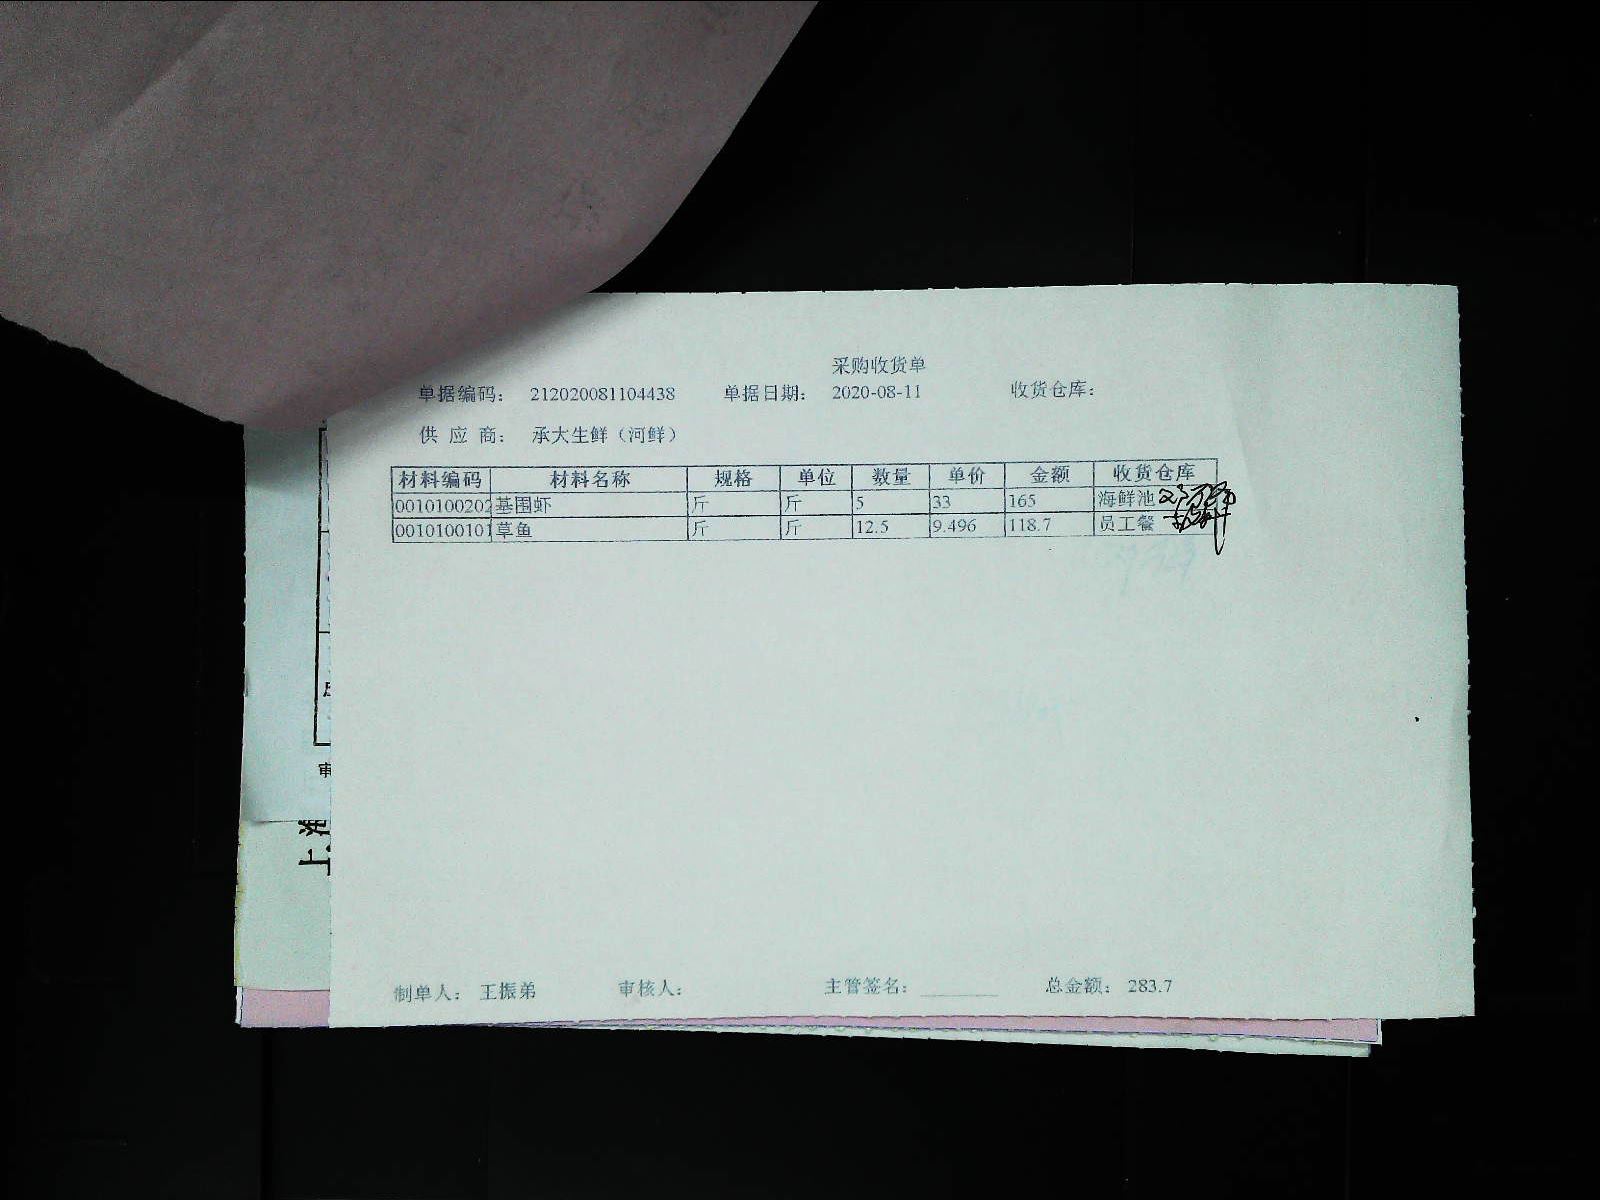 采购收货单
单据编码： 212020081104438 单据日期： 2020-08-11 收货仓库：
供 应 商： 承大生鲜（河鲜）
材料编码 材料名称 规格 单位 数量 单价 金额 收货仓库
0010100202 基围虾 斤 斤 5 33 165 海鲜池
0010100101 草鱼 斤 斤 12.5 9.496 118.7 员工餐
审
上海
制单人： 王振弟 审核人： 主管签名： 总金额： 283.7